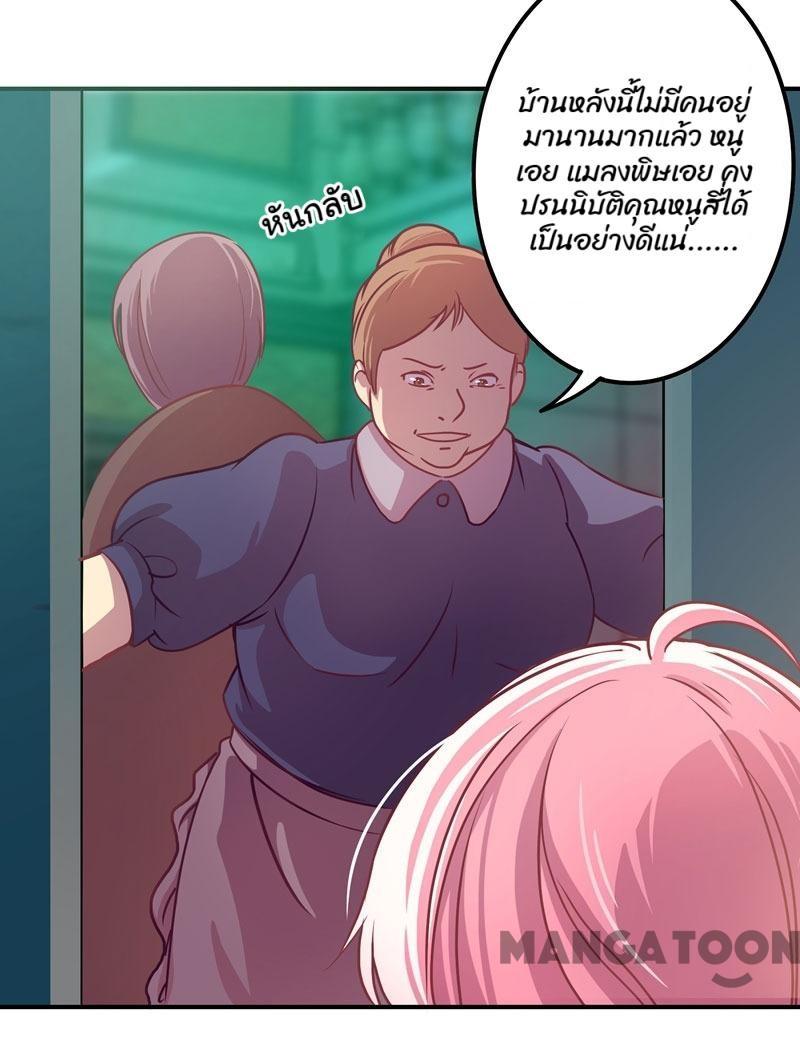 บ้านหลังนี้ไม่มีคนอยู่
มานานมากแล้ว หนู
เอย แมลงพิษเอย คง
ปรนนิบัติคุณหนูสี่ได้
เป็นอย่างดีแน่......
หันกลับ
MANGATOON